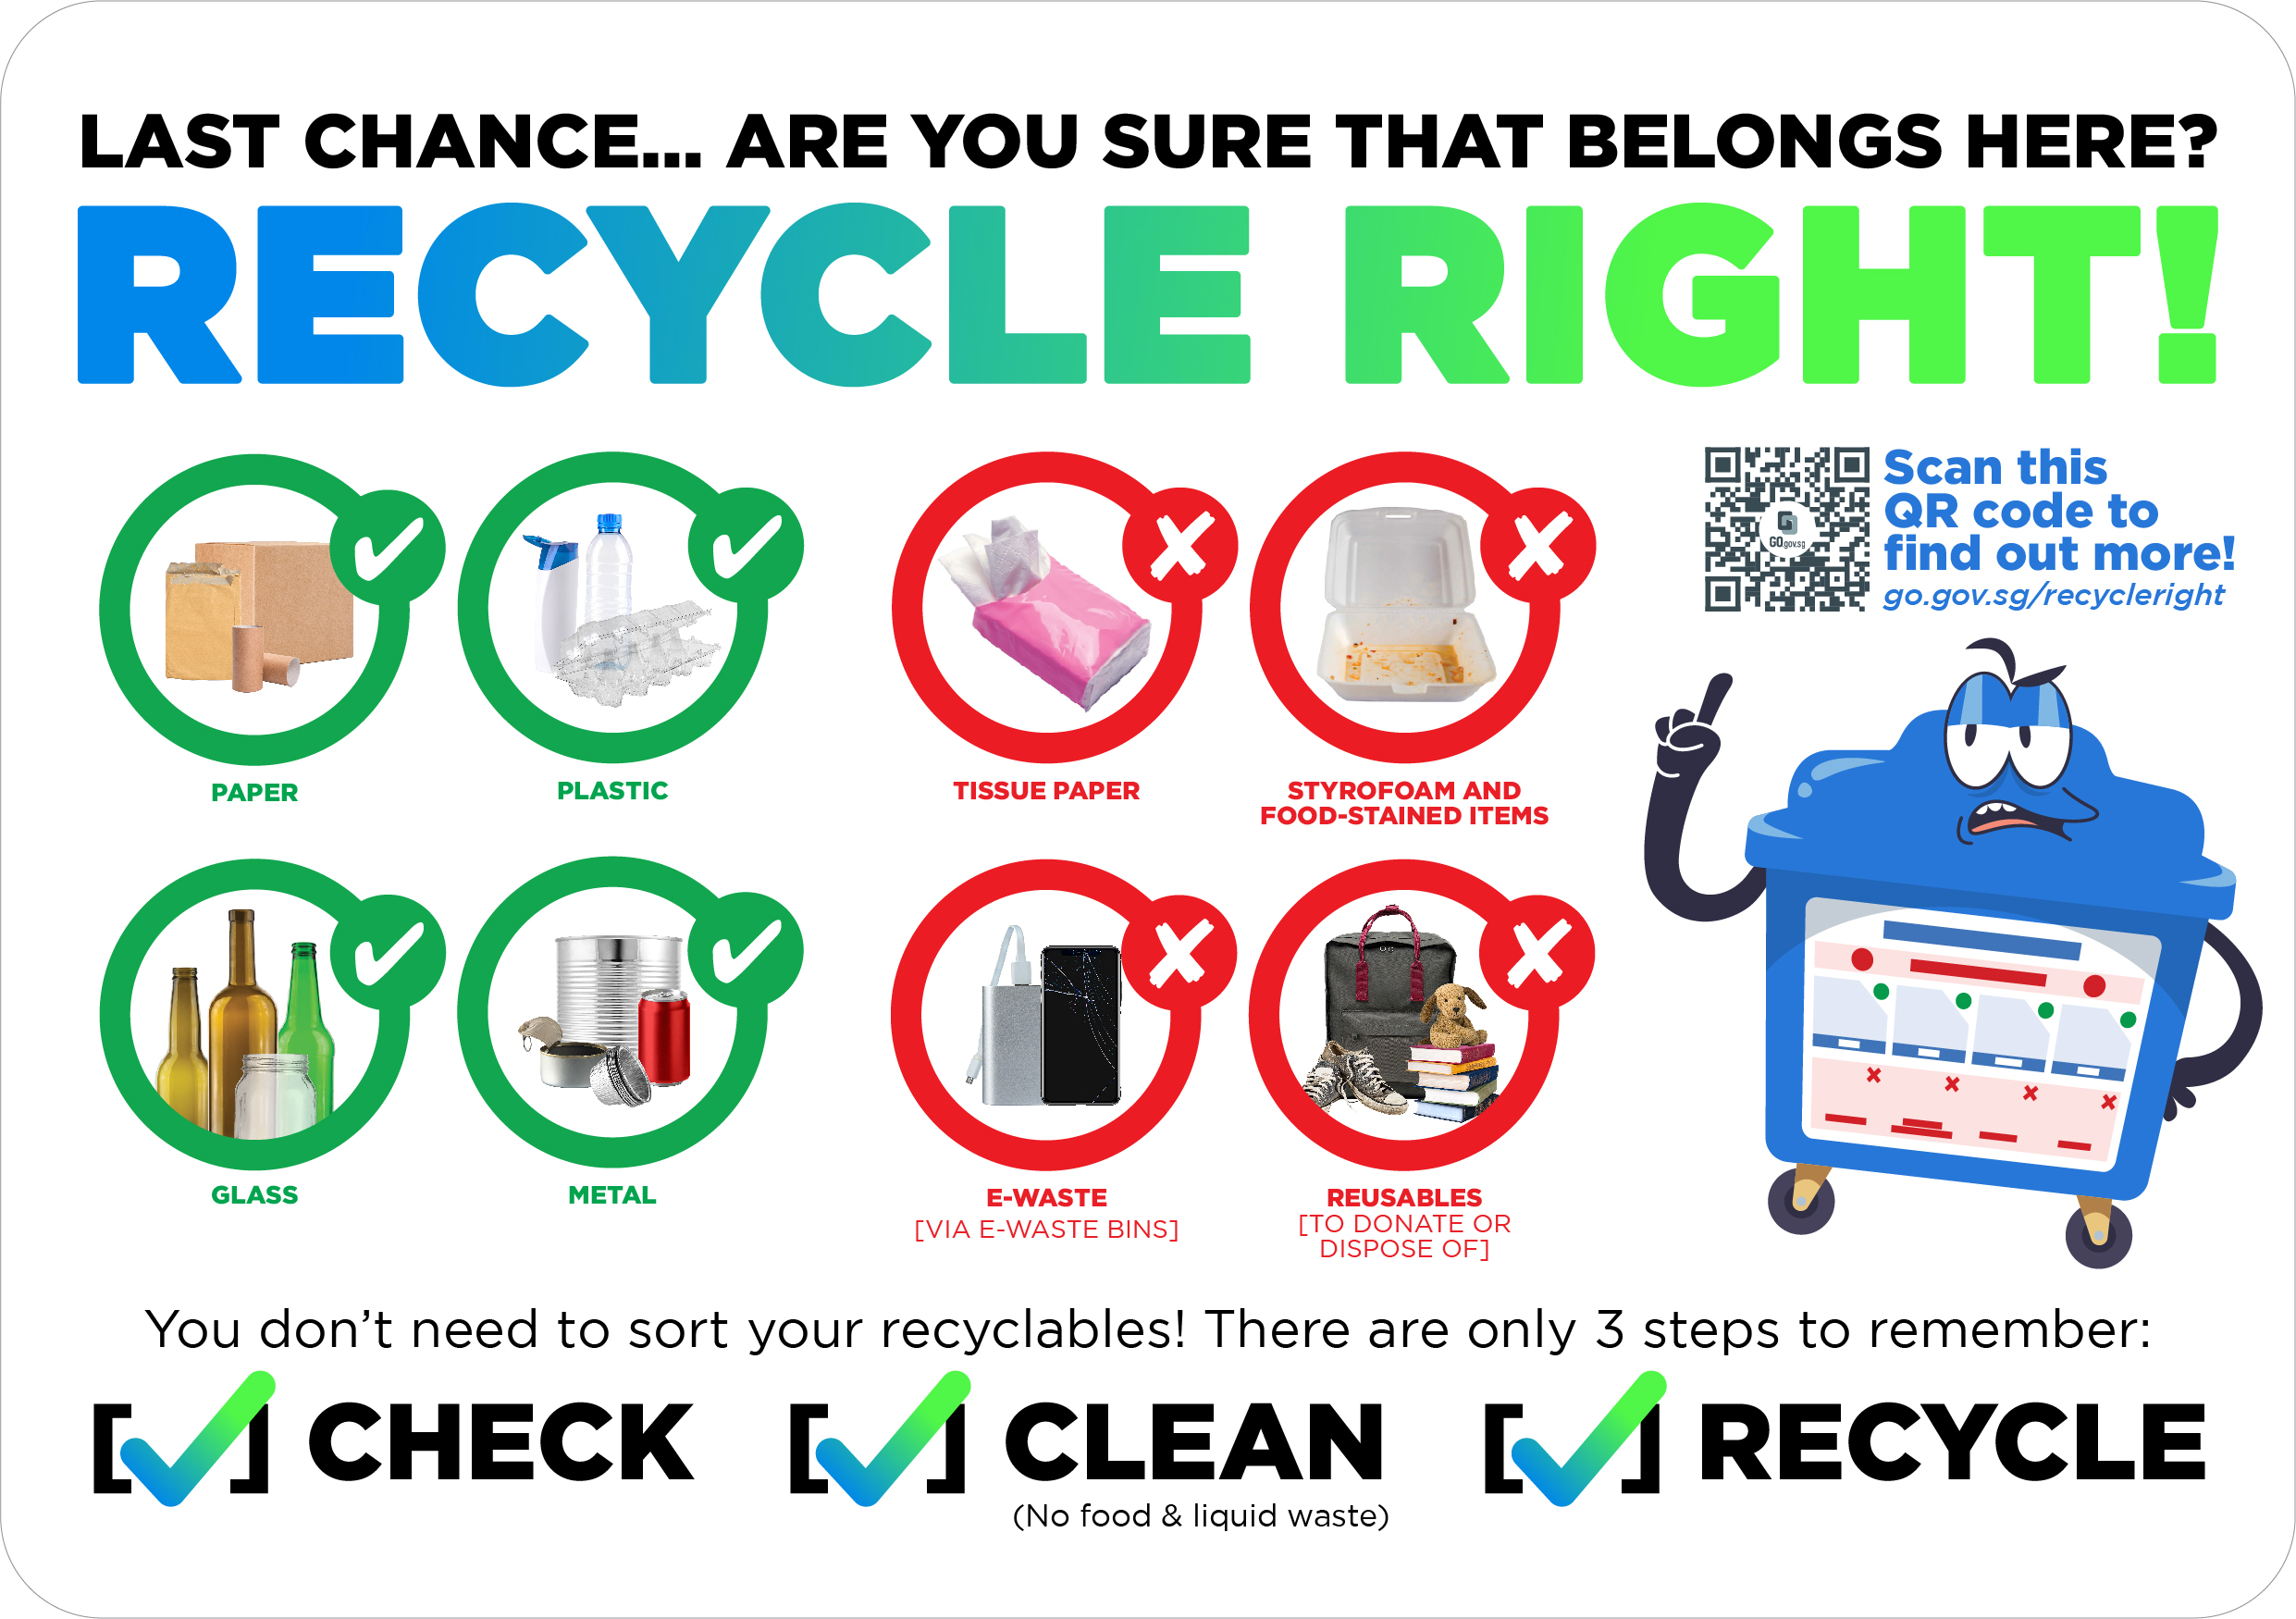 LAST CHANCE... ARE YOU SURE THAT BELONGS HERE?
RECYCLE RIGHT!
PAPER
PLASTIC
TISSUE PAPER
STYROFOAM AND
FOOD-STAINED ITEMS
GO.gov.sg
Scan this
QR code to
find out more!
go.gov.sg/recycleright
GLASS
METAL
E-WASTE
[VIA E-WASTE BINS]
REUSABLES
[TO DONATE OR
DISPOSE OF]
You don’t need to sort your recyclables! There are only 3 steps to remember:
CHECK
CLEAN
(No food & liquid waste)
RECYCLE